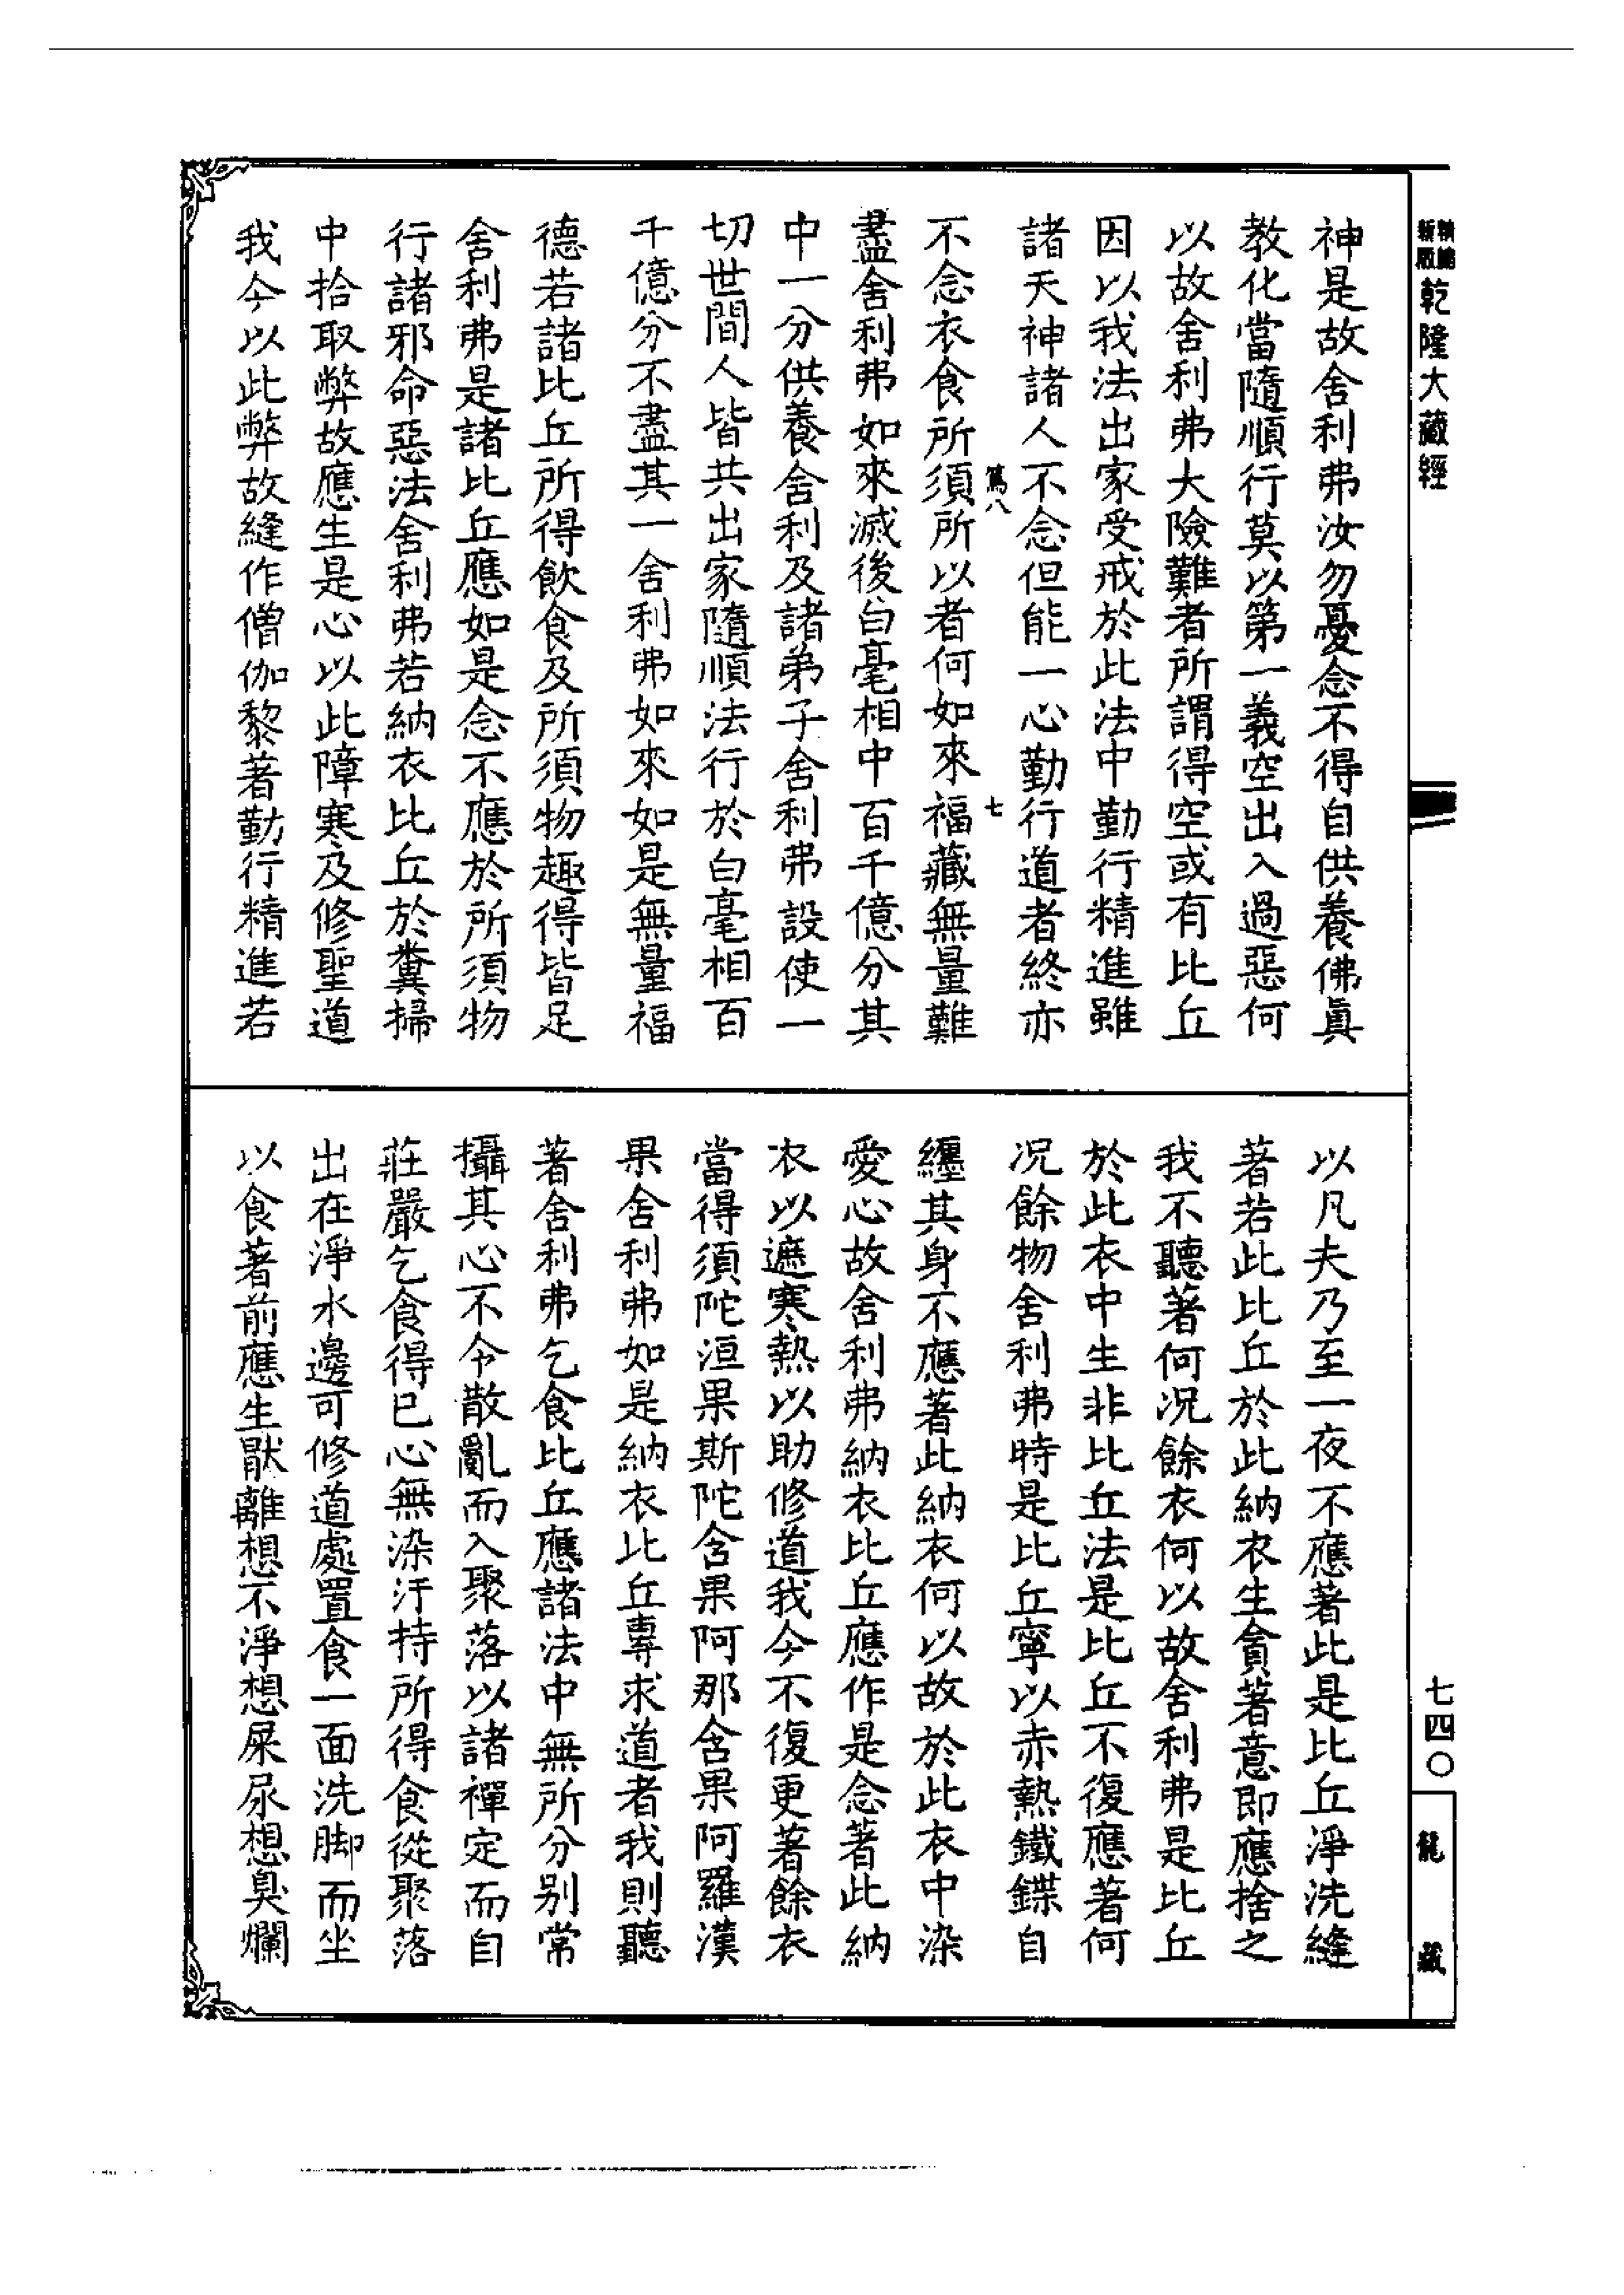 新版精縮乾隆大藏經
七四〇
龍藏
神是故舍利弗汝勿憂念不得自供養佛眞
教化當隨順行莫以第一義空出入過惡何
以故舍利弗大險難者所謂得空或有比丘
因以我法出家受戒於此法中勤行精進雖
諸天神諸人不念但能一心勤行道者終亦
篤八 七
不念衣食所須所以者何如來福藏無量難
盡舍利弗如來滅後白毫相中百千億分其
中一分供養舍利及諸弟子舍利弗設使一
切世間人皆共出家隨順法行於白毫相百
千億分不盡其一舍利弗如來如是無量福
德若諸比丘所得飲食及所須物趣得皆足
舍利弗是諸比丘應如是念不應於所須物
行諸邪命惡法舍利弗若納衣比丘於糞掃
中拾取弊故應生是心以此障寒及修聖道
我今以此弊故縫作僧伽黎著勤行精進若
以凡夫乃至一夜不應著此是比丘淨洗縫
著若此比丘於此納衣生貪著意即應捨之
我不聽著何況餘衣何以故舍利弗是比丘
於此衣中生非比丘法是比丘不復應著何
況餘物舍利弗時是比丘寧以赤熱鐵鍱自
纏其身不應著此納衣何以故於此衣中染
愛心故舍利弗納衣比丘應作是念著此納
衣以遮寒熱以助修道我今不復更著餘衣
當得須陀洹果斯陀含果阿那含果阿羅漢
果舍利弗如是納衣比丘專求道者我則聽
著舍利弗乞食比丘應諸法中無所分別常
攝其心不令散亂而入聚落以諸禪定而自
莊嚴乞食得已心無染汙持所得食從聚落
出在淨水邊可修道處置食一面洗脚而坐
以食著前應生厭離想不淨想屎尿想臭爛